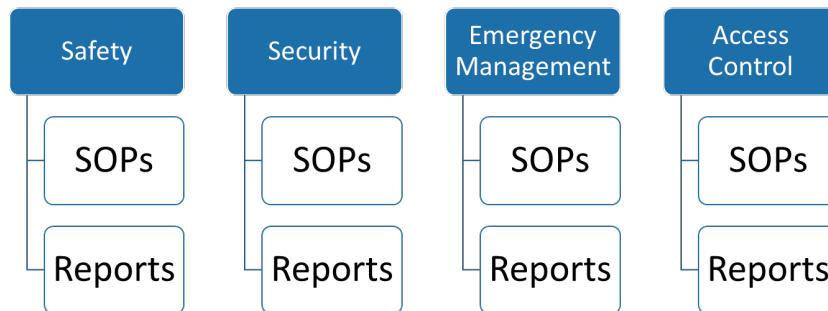 Safety
Security
Emergency
Management
Access
Control
SOPs
SOPs
SOPs
SOPs
Reports
Reports
Reports
Reports